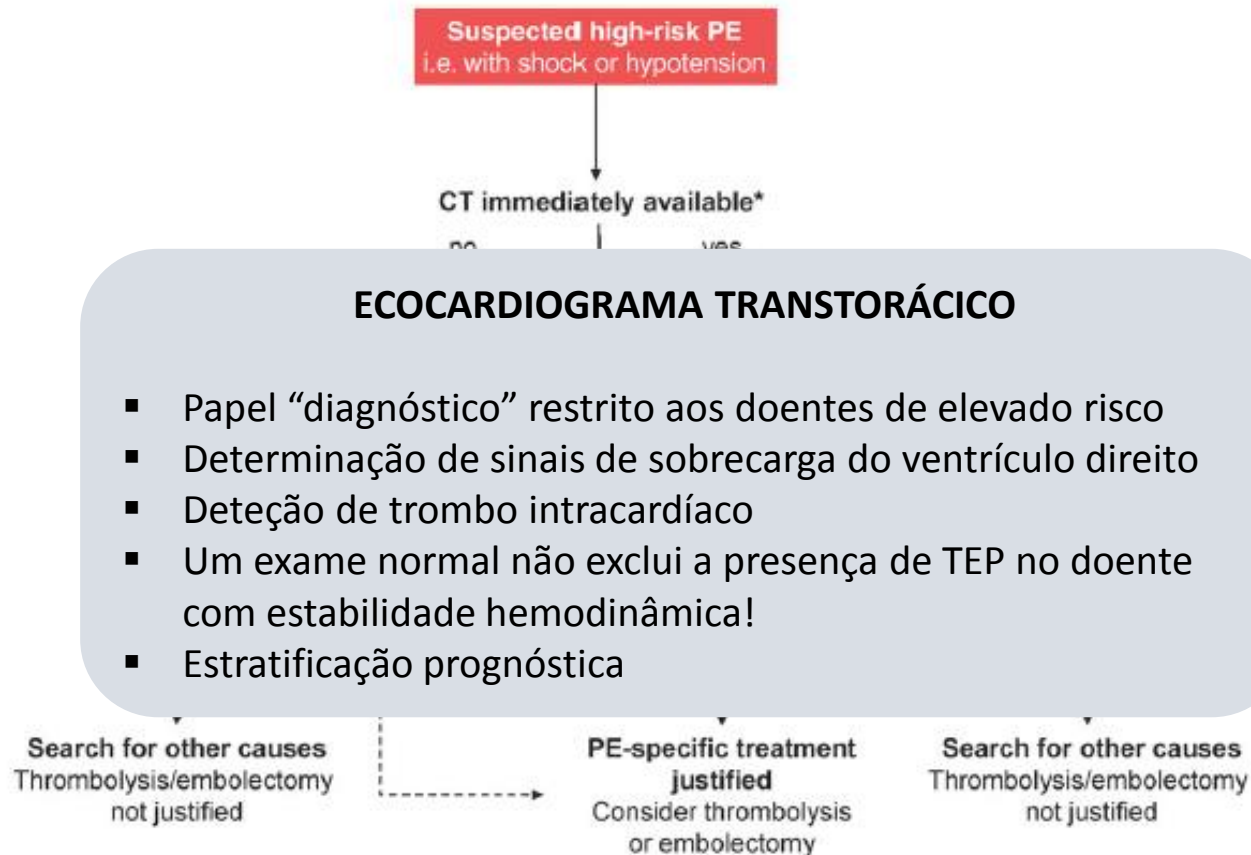 Suspected high-risk PE
i.e. with shock or hypotension
CT immediately available*
no yes
ECOCARDIOGRAMA TRANSTORÁCICO
▪ Papel “diagnóstico” restrito aos doentes de elevado risco
▪ Determinação de sinais de sobrecarga do ventrículo direito
▪ Deteção de trombo intracardíaco
▪ Um exame normal não exclui a presença de TEP no doente
com estabilidade hemodinâmica!
▪ Estratificação prognóstica
Search for other causes
Thrombolysis/embolectomy
not justified
PE-specific treatment
justified
Consider thrombolysis
or embolectomy
Search for other causes
Thrombolysis/embolectomy
not justified